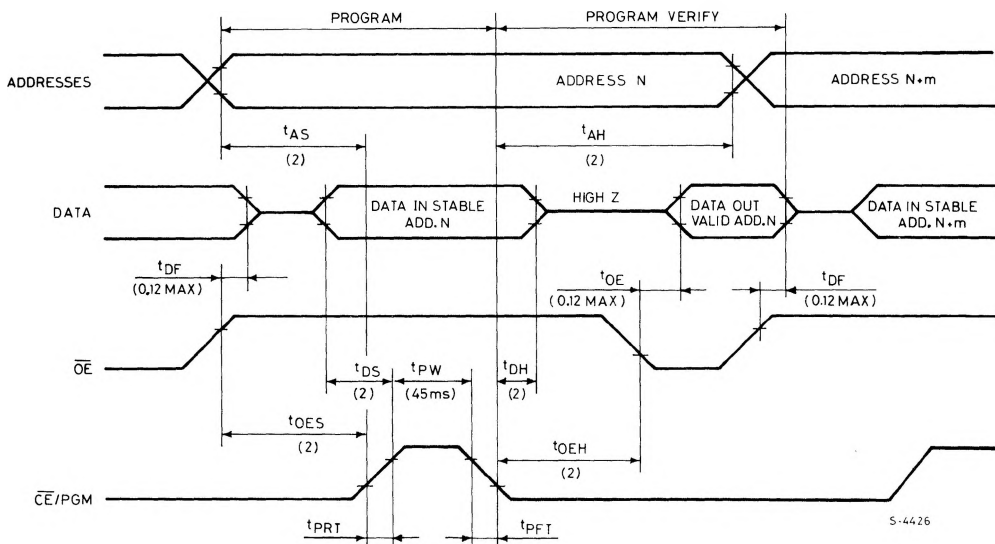 PROGRAM
PROGRAM VERIFY
ADDRESSES
ADDRESS N
ADDRESS N+m
tAS
(2)
tAH
(2)
DATA
DATA IN STABLE
ADD. N
HIGH Z
DATA OUT
VALID ADD.N
DATA IN STABLE
ADD. N+m
tDF
(0.12 MAX)
tOE
(0.12 MAX)
tDF
(0.12 MAX)
O̅E̅
tDS
(2)
tPW
(45ms)
tDH
(2)
tOES
(2)
tOEH
(2)
C̅E̅/PGM
tPRT
tPFT
S-4426